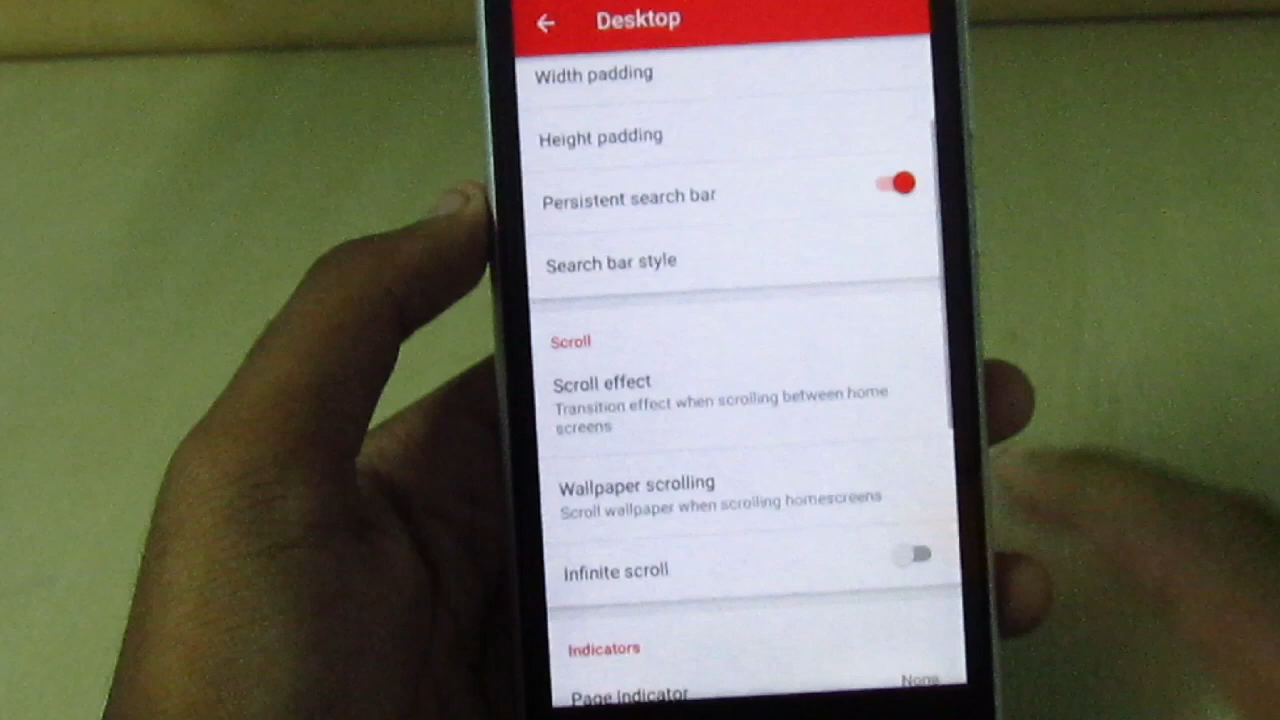 Desktop
Width padding
Height padding
Persistent search bar
Search bar style
Scroll
Scroll effect
Transition effect when scrolling between home
screens
Wallpaper scrolling
Scroll wallpaper when scrolling homescreens
Infinite scroll
Indicators
Page Indicator
None